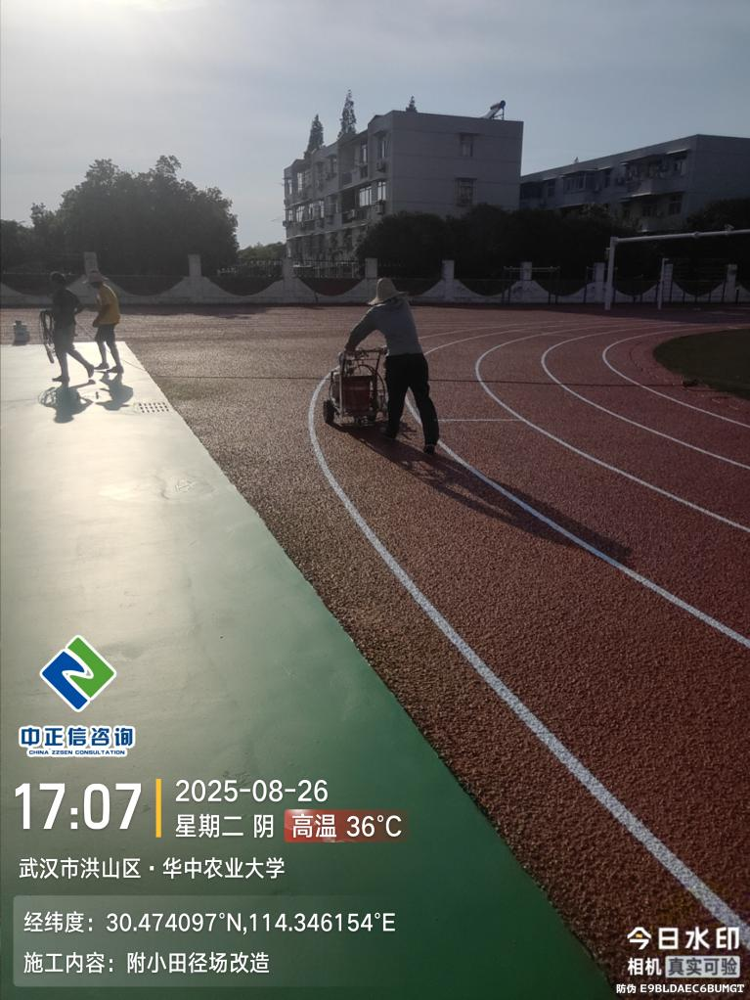 中正信咨询
CHINA ZZSEN CONSULTATION
17:07
2025-08-26
星期二 阴 高温 36°C
武汉市洪山区·华中农业大学
经纬度：30.474097°N,114.346154°E
施工内容：附小田径场改造
今日水印
相机 真实可验
防伪 E9BLDAEC6BUMGT